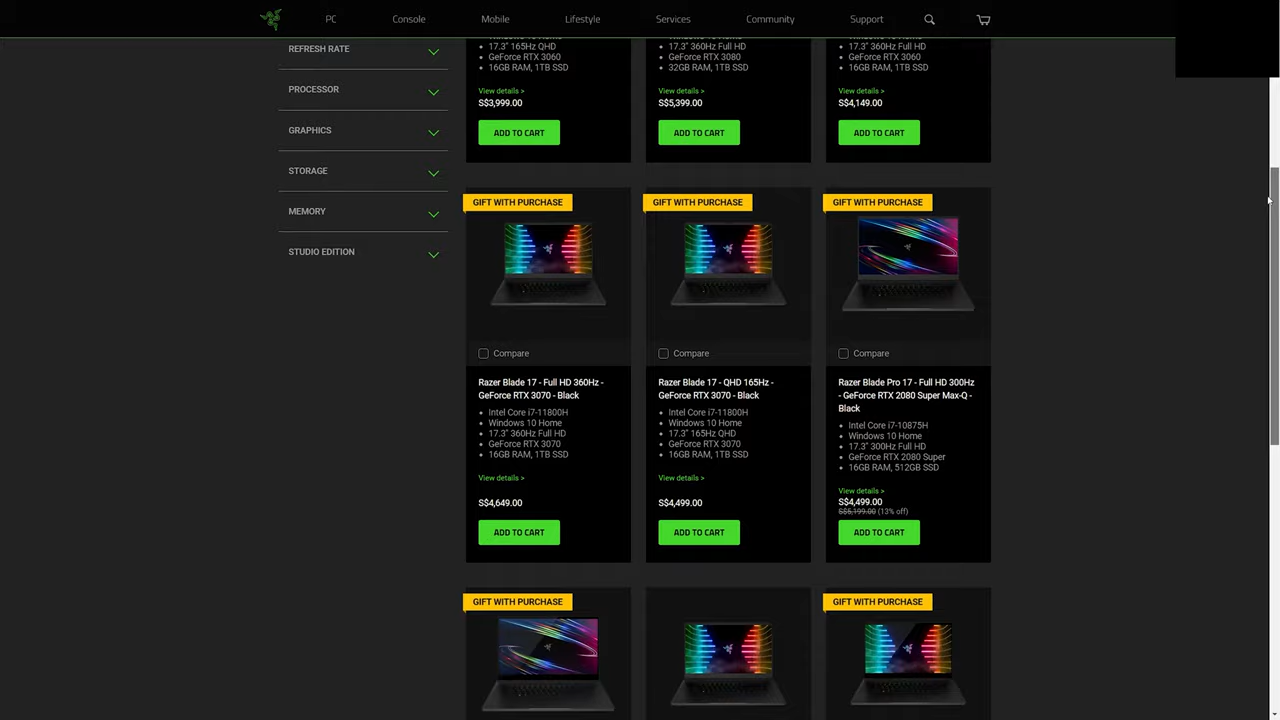 PC Console Mobile Lifestyle Services Community Support
REFRESH RATE
PROCESSOR
GRAPHICS
STORAGE
MEMORY
STUDIO EDITION
17.3" 165Hz QHD
GeForce RTX 3060
16GB RAM, 1TB SSD
View details >
S$3,999.00
ADD TO CART
17.3" 360Hz Full HD
GeForce RTX 3080
32GB RAM, 1TB SSD
View details >
S$5,399.00
ADD TO CART
17.3" 360Hz Full HD
GeForce RTX 3060
16GB RAM, 1TB SSD
View details >
S$4,149.00
ADD TO CART
GIFT WITH PURCHASE
Compare
Razer Blade 17 - Full HD 360Hz -
GeForce RTX 3070 - Black
Intel Core i7-11800H
Windows 10 Home
17.3" 360Hz Full HD
GeForce RTX 3070
16GB RAM, 1TB SSD
View details >
S$4,649.00
ADD TO CART
GIFT WITH PURCHASE
Compare
Razer Blade 17 - QHD 165Hz -
GeForce RTX 3070 - Black
Intel Core i7-11800H
Windows 10 Home
17.3" 165Hz QHD
GeForce RTX 3070
16GB RAM, 1TB SSD
View details >
S$4,499.00
ADD TO CART
GIFT WITH PURCHASE
Compare
Razer Blade Pro 17 - Full HD 300Hz
- GeForce RTX 2080 Super Max-Q -
Black
Intel Core i7-10875H
Windows 10 Home
17.3" 300Hz Full HD
GeForce RTX 2080 Super
16GB RAM, 512GB SSD
View details >
S$4,499.00
S$5,199.00 (13% off)
ADD TO CART
GIFT WITH PURCHASE
GIFT WITH PURCHASE